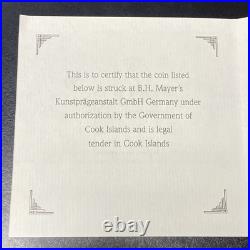 This is to certify that the coin listed
below is struck at B.H. Mayer's
Kunstprägeanstalt GmbH Germany under
authorization by the Government of
Cook Islands and is legal
tender in Cook Islands